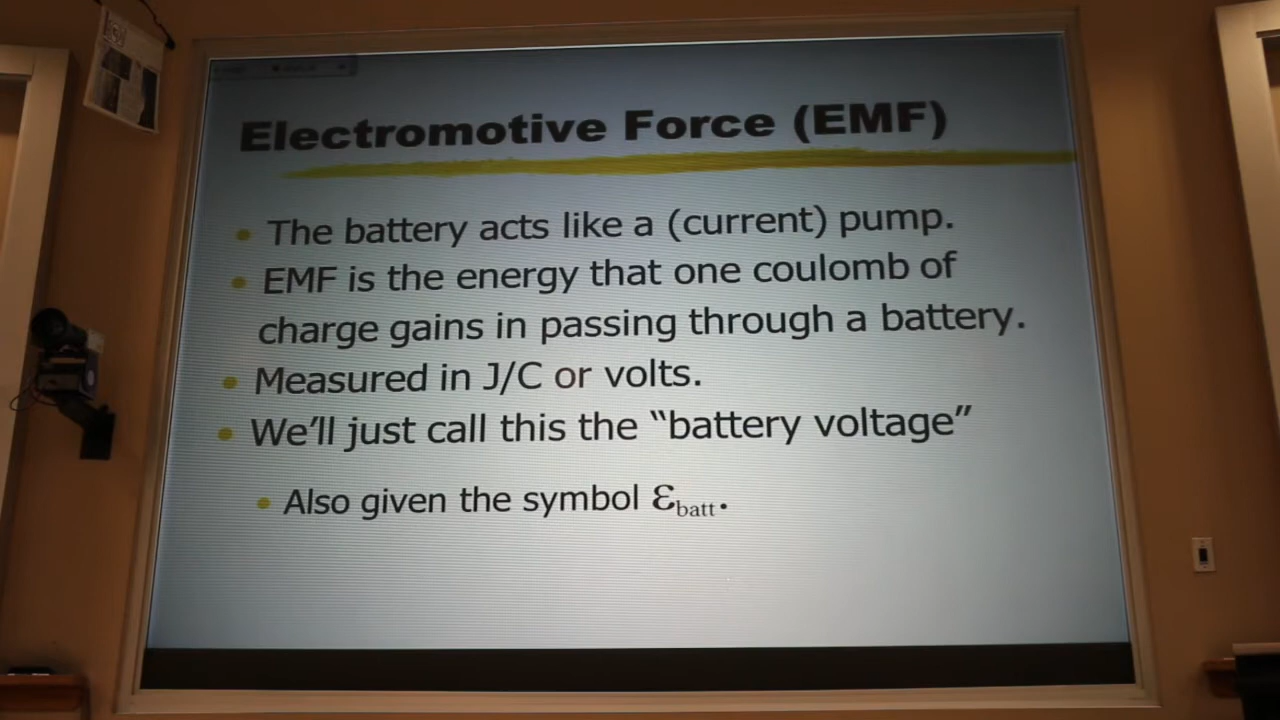 Electromotive Force (EMF)
• The battery acts like a (current) pump.
• EMF is the energy that one coulomb of
charge gains in passing through a battery.
• Measured in J/C or volts.
• We’ll just call this the “battery voltage”
• Also given the symbol Ɛbatt.